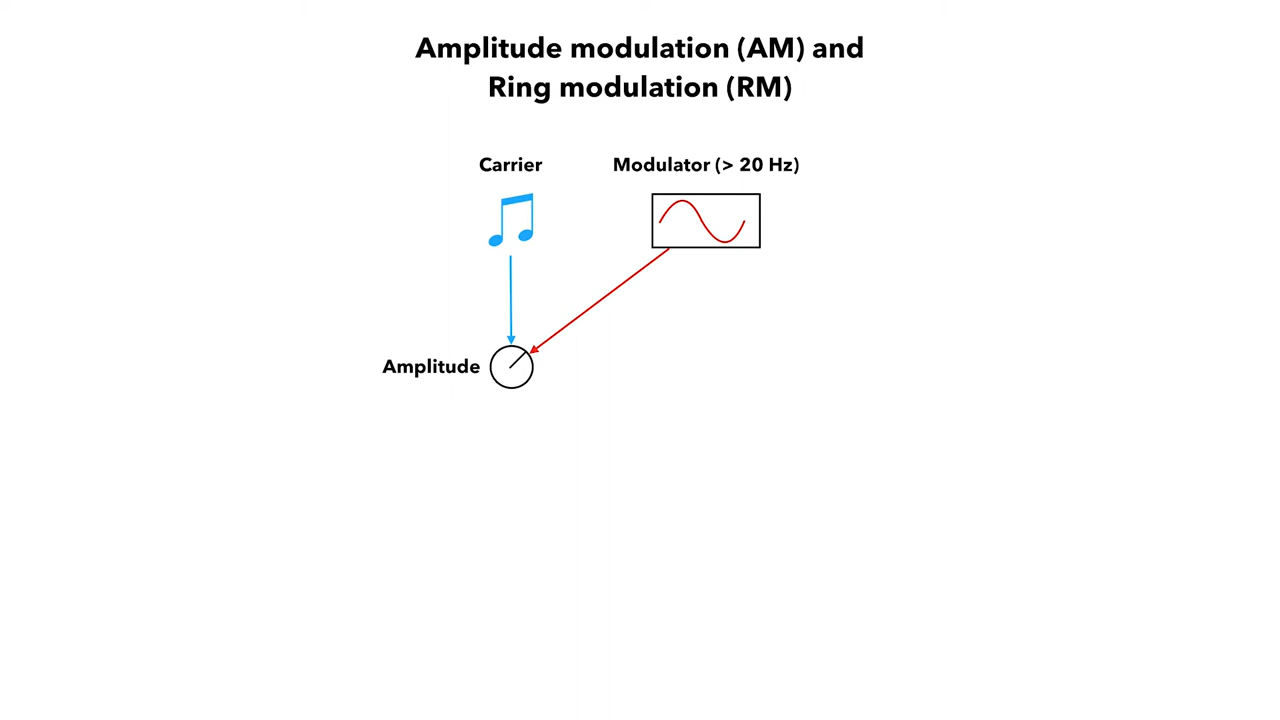 Amplitude modulation (AM) and
Ring modulation (RM)
Carrier
Modulator (> 20 Hz)
Amplitude